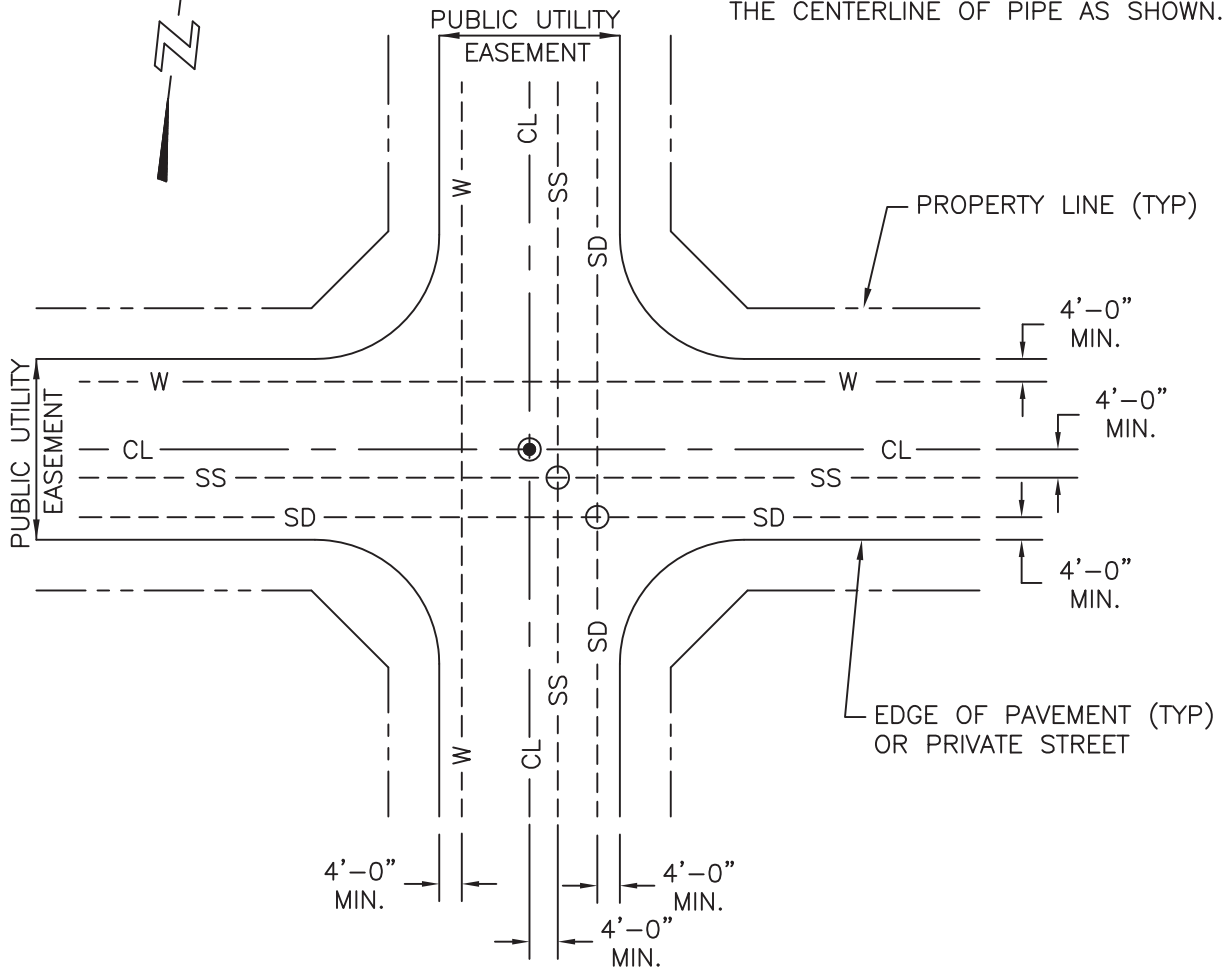 THE CENTERLINE OF PIPE AS SHOWN.
N
PUBLIC UTILITY
EASEMENT
CL
W
SS
SD
PROPERTY LINE (TYP)
4'-0"
MIN.
PUBLIC UTILITY
EASEMENT
W
W
4'-0"
MIN.
CL
CL
SS
SS
SD
SD
4'-0"
MIN.
SD
SS
W
CL
EDGE OF PAVEMENT (TYP)
OR PRIVATE STREET
4'-0"
MIN.
4'-0"
MIN.
4'-0"
MIN.